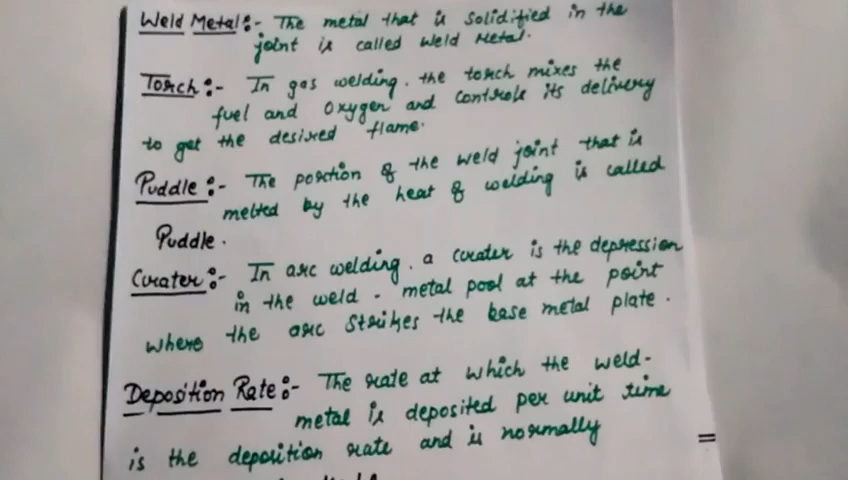 Weld Metal:- The metal that is solidified in the
joint is called Weld Metal.
Torch:- In gas welding. the torch mixes the
fuel and oxygen and controls its delivery
to get the desired flame.
Puddle:- The portion of the weld joint that is
melted by the heat of welding is called
Puddle.
Crater:- In arc welding. a crater is the depression
in the weld - metal pool at the point
where the arc strikes the base metal plate.
Deposition Rate:- The rate at which the weld-
metal is deposited per unit time
is the deposition rate and is normally